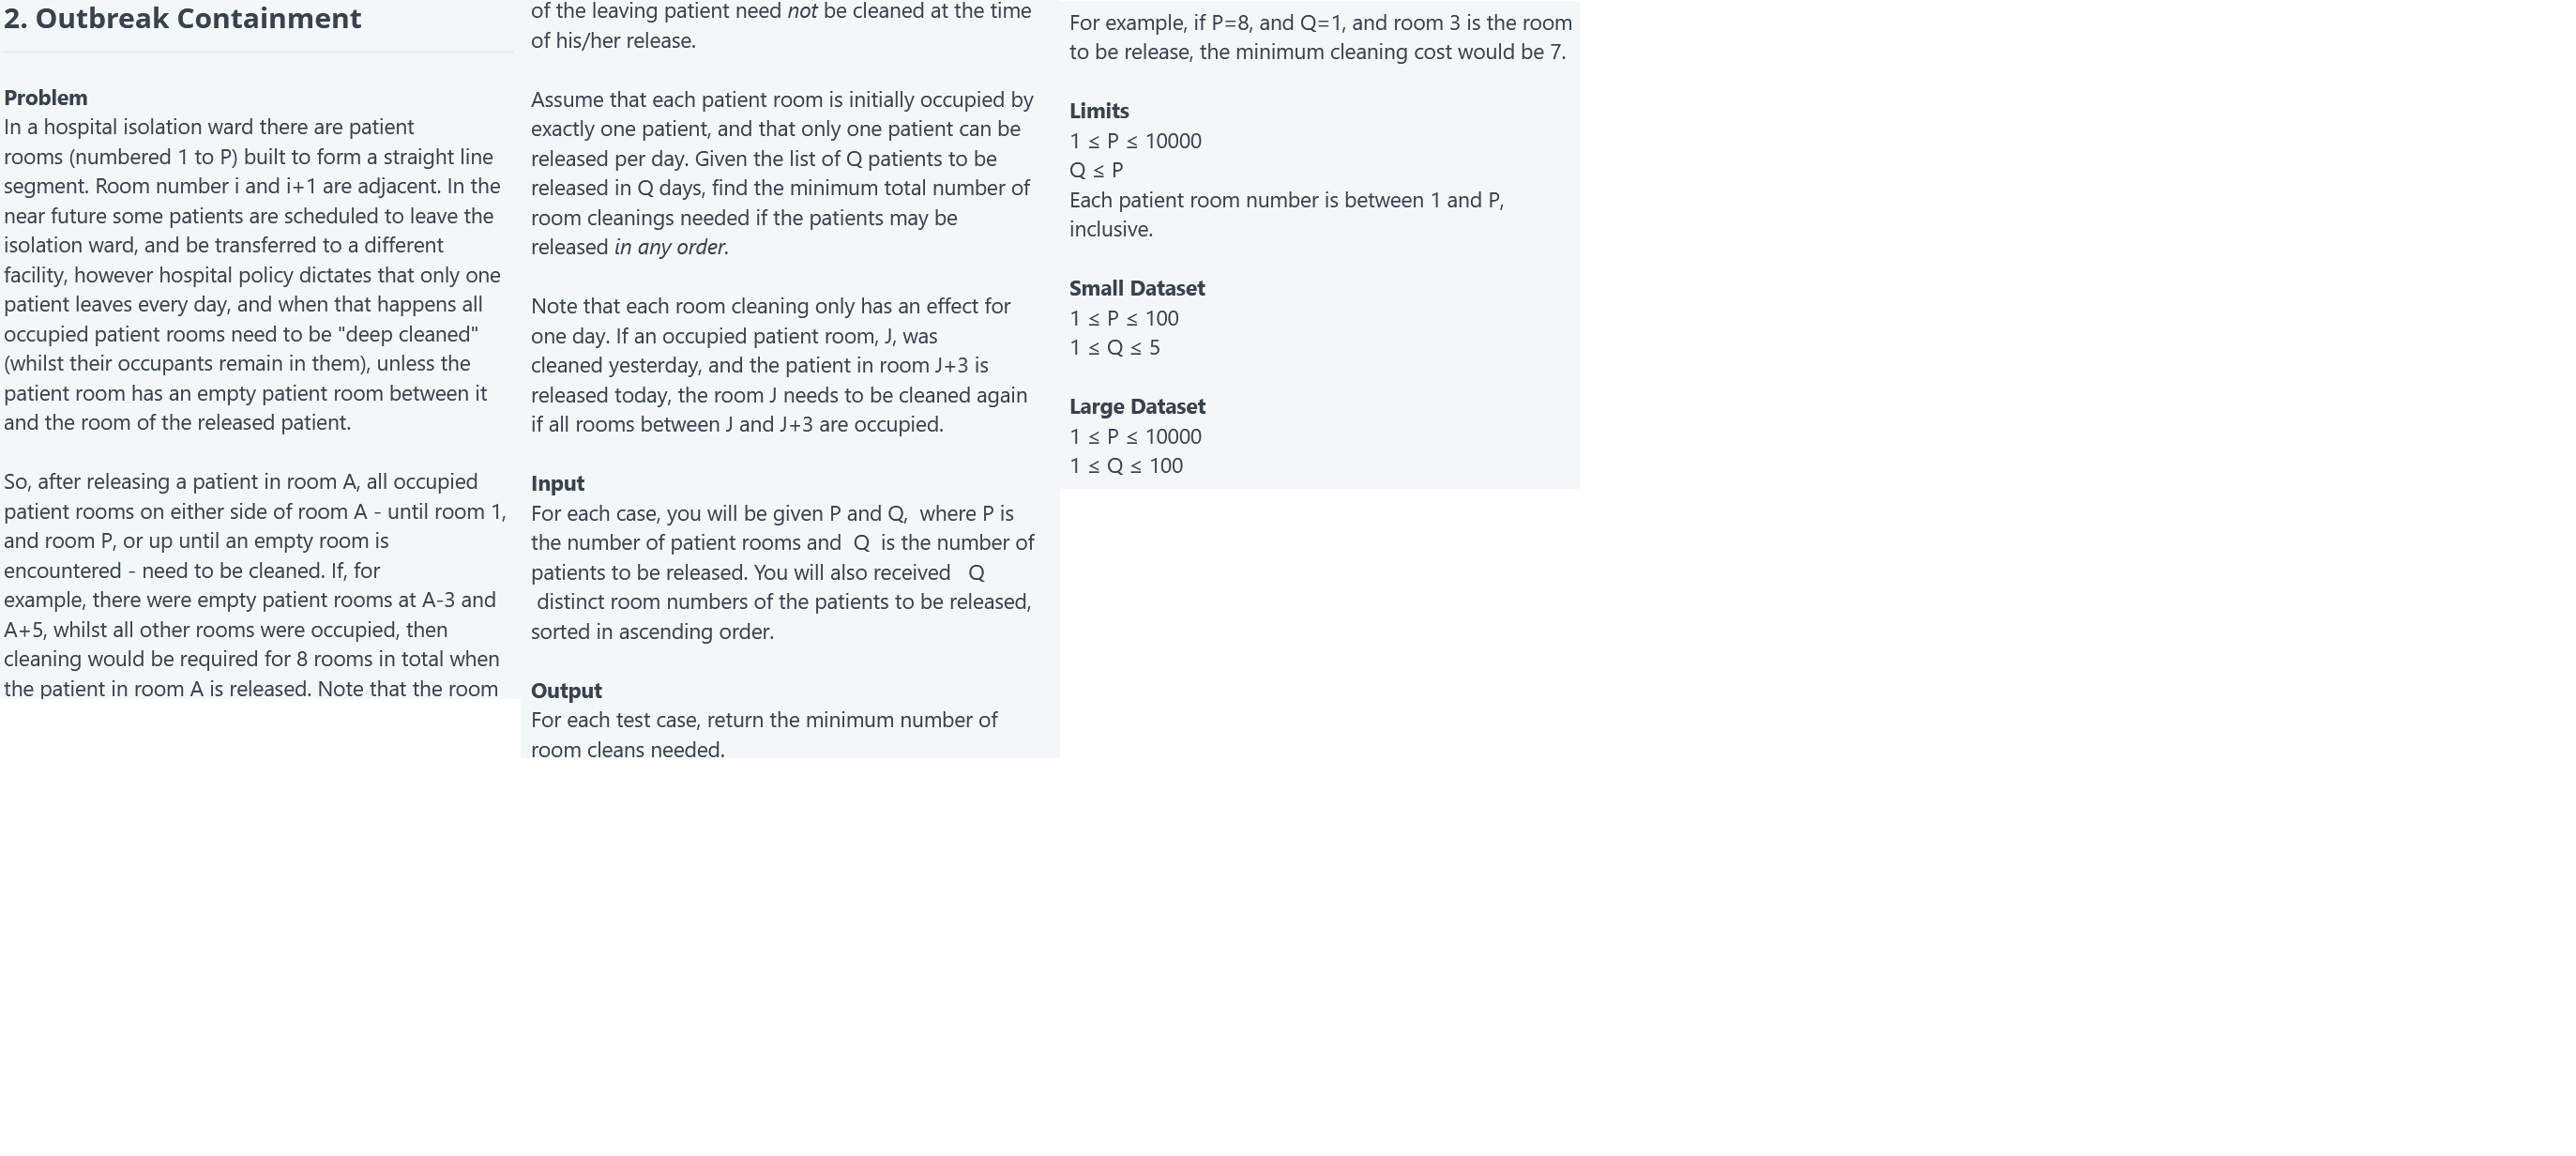 2. Outbreak Containment
Problem
In a hospital isolation ward there are patient
rooms (numbered 1 to P) built to form a straight line
segment. Room number i and i+1 are adjacent. In the
near future some patients are scheduled to leave the
isolation ward, and be transferred to a different
facility, however hospital policy dictates that only one
patient leaves every day, and when that happens all
occupied patient rooms need to be "deep cleaned"
(whilst their occupants remain in them), unless the
patient room has an empty patient room between it
and the room of the released patient.
So, after releasing a patient in room A, all occupied
patient rooms on either side of room A - until room 1,
and room P, or up until an empty room is
encountered - need to be cleaned. If, for
example, there were empty patient rooms at A-3 and
A+5, whilst all other rooms were occupied, then
cleaning would be required for 8 rooms in total when
the patient in room A is released. Note that the room
of the leaving patient need not be cleaned at the time
of his/her release.
Assume that each patient room is initially occupied by
exactly one patient, and that only one patient can be
released per day. Given the list of Q patients to be
released in Q days, find the minimum total number of
room cleanings needed if the patients may be
released in any order.
Note that each room cleaning only has an effect for
one day. If an occupied patient room, J, was
cleaned yesterday, and the patient in room J+3 is
released today, the room J needs to be cleaned again
if all rooms between J and J+3 are occupied.
Input
For each case, you will be given P and Q,  where P is
the number of patient rooms and  Q  is the number of
patients to be released. You will also received   Q
distinct room numbers of the patients to be released,
sorted in ascending order.
Output
For each test case, return the minimum number of
room cleans needed.
For example, if P=8, and Q=1, and room 3 is the room
to be release, the minimum cleaning cost would be 7.
Limits
1 ≤ P ≤ 10000
Q ≤ P
Each patient room number is between 1 and P,
inclusive.
Small Dataset
1 ≤ P ≤ 100
1 ≤ Q ≤ 5
Large Dataset
1 ≤ P ≤ 10000
1 ≤ Q ≤ 100